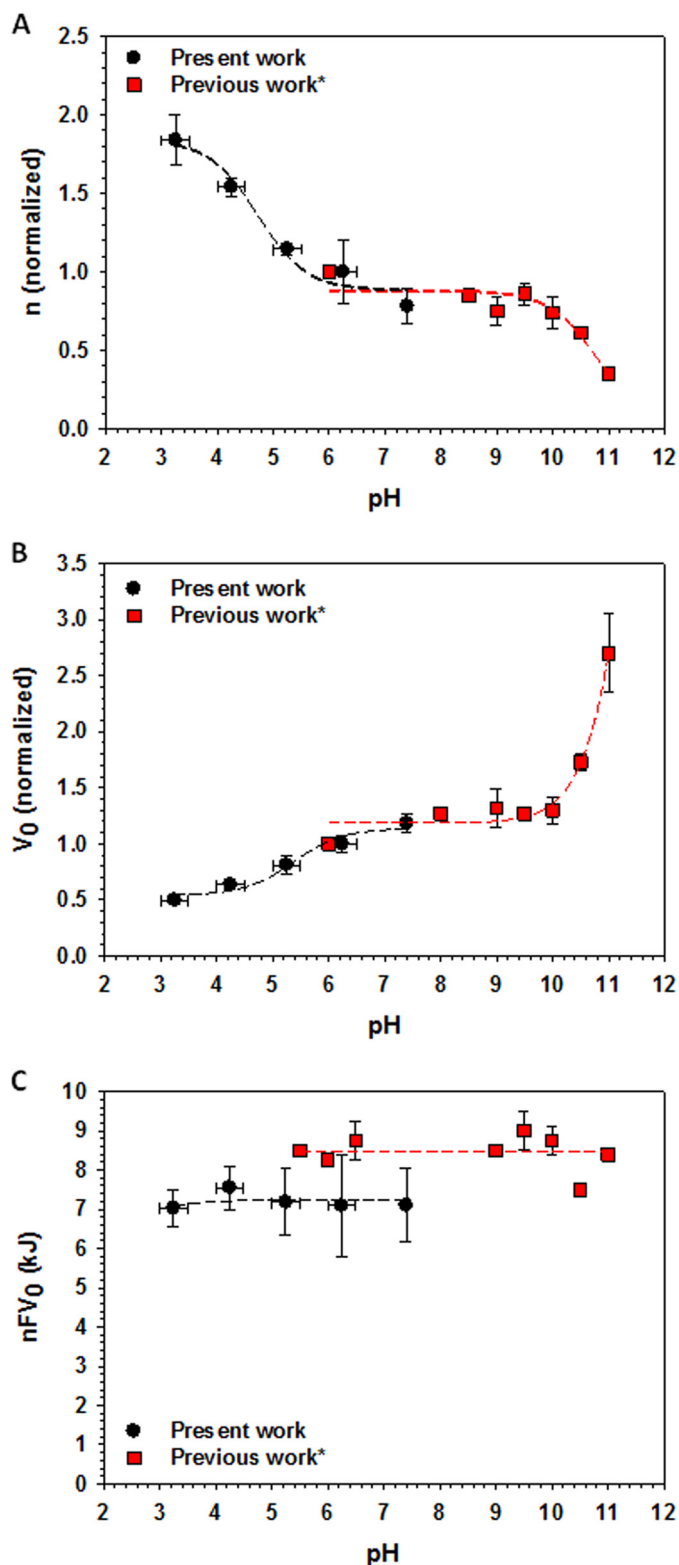 A
2.5
Present work
Previous work*
2.0
1.5
1.0
0.5
0.0
n (normalized)
2 3 4 5 6 7 8 9 10 11 12
pH
B
3.5
Present work
Previous work*
3.0
2.5
2.0
1.5
1.0
0.5
0.0
V0 (normalized)
2 3 4 5 6 7 8 9 10 11 12
pH
C
10
9
8
7
6
5
4
3
2
1
0
nFV0 (kJ)
Present work
Previous work*
2 3 4 5 6 7 8 9 10 11 12
pH